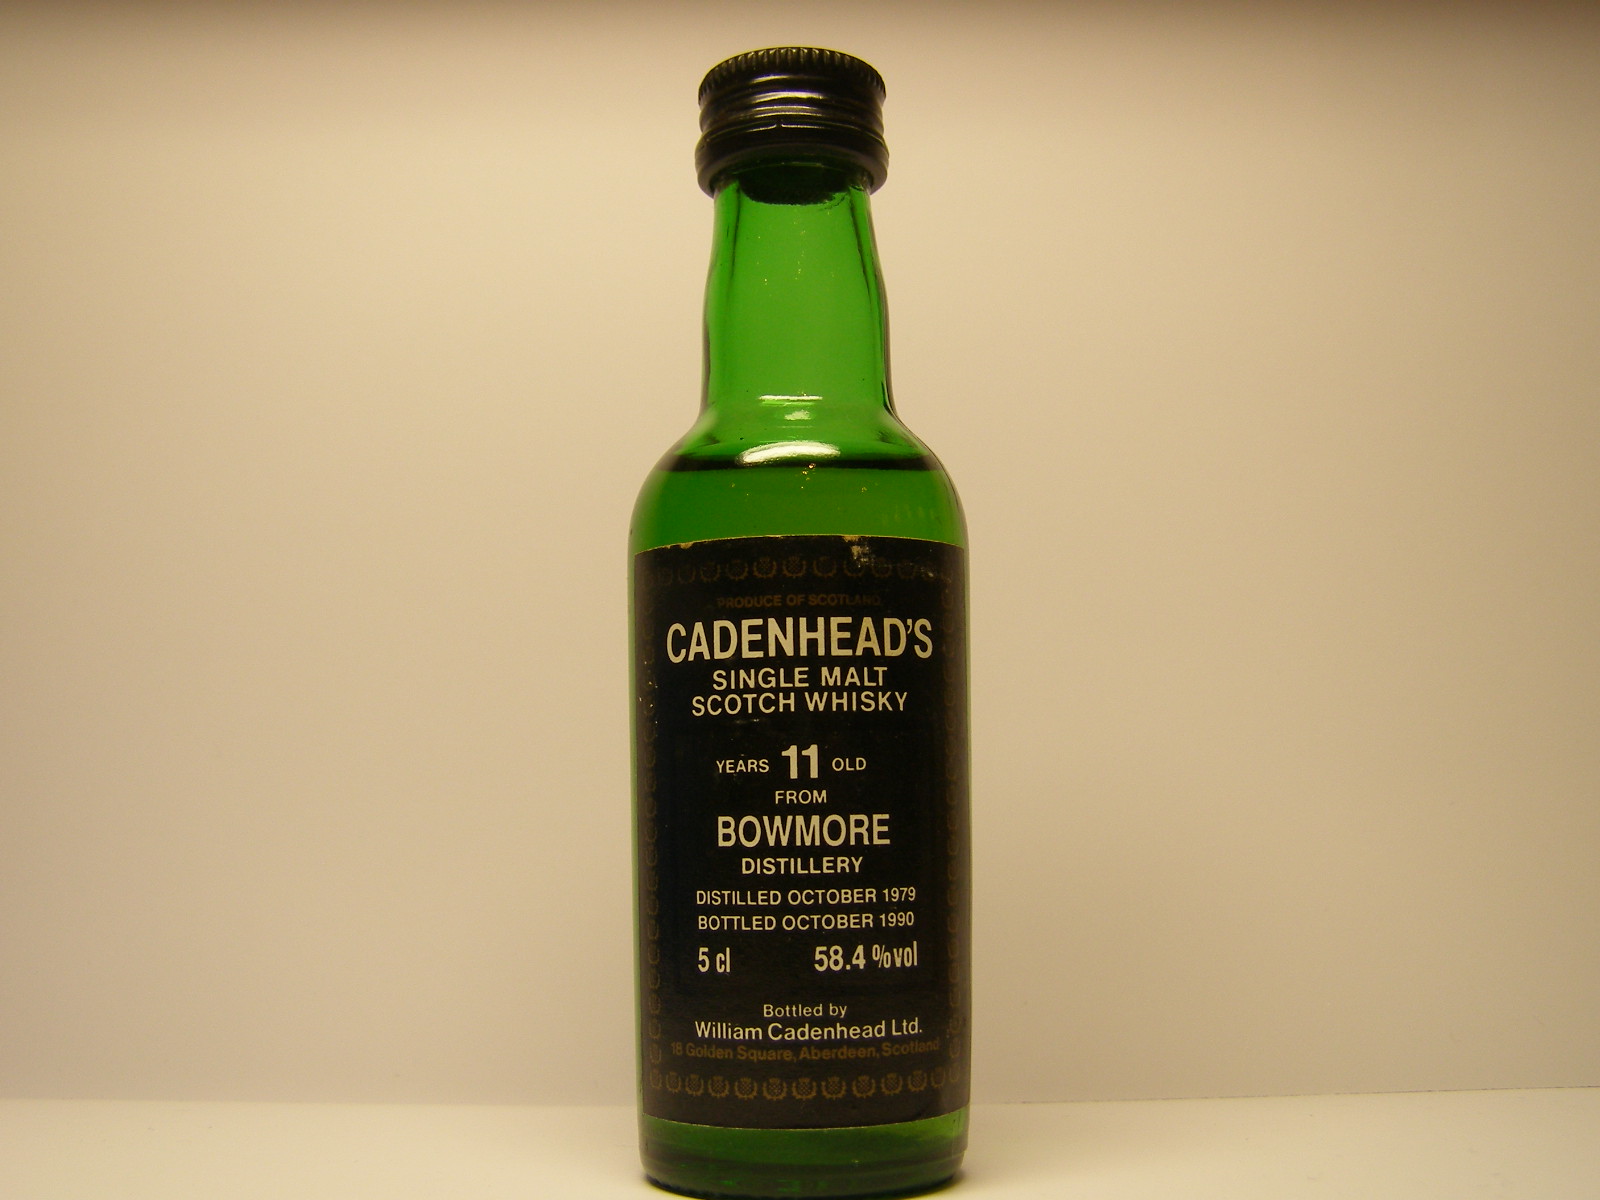 PRODUCE OF SCOTLAND
CADENHEAD'S
SINGLE MALT
SCOTCH WHISKY
YEARS 11 OLD
FROM
BOWMORE
DISTILLERY
DISTILLED OCTOBER 1979
BOTTLED OCTOBER 1990
5 cl 58.4 %vol
Bottled by
William Cadenhead Ltd.
18 Golden Square, Aberdeen, Scotland